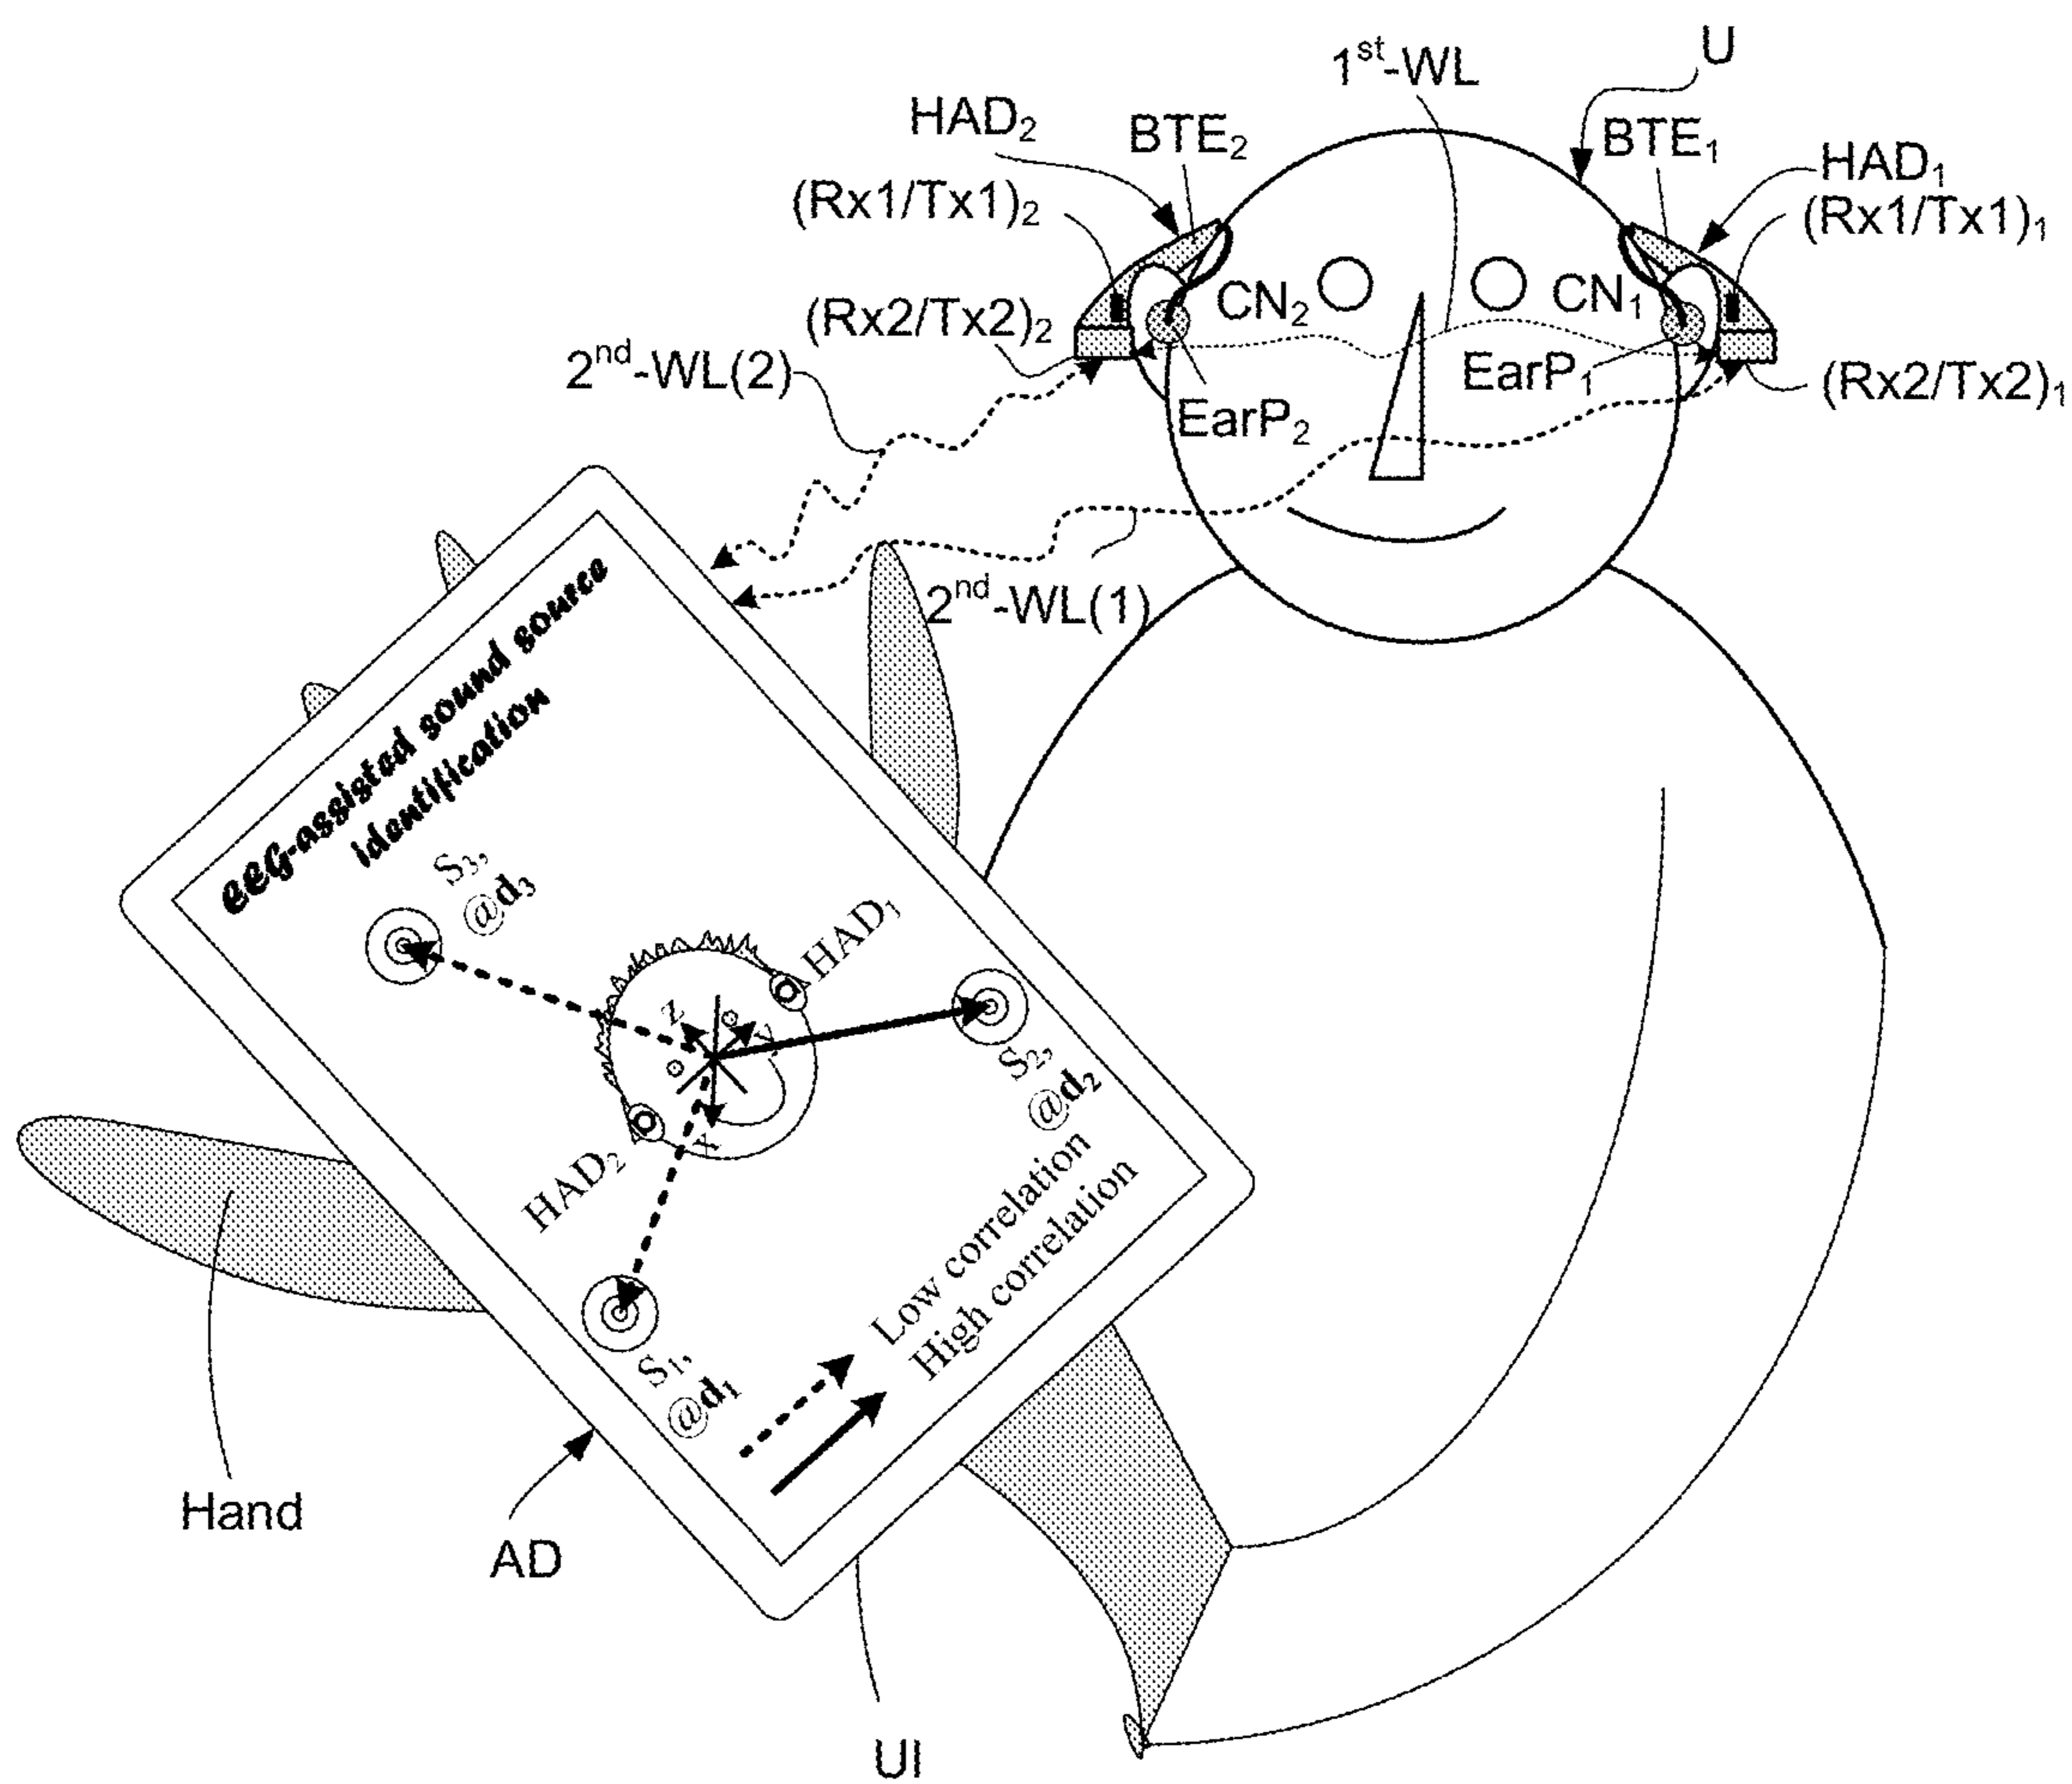 1st-WL
U
HAD2
BTE2
BTE1
HAD1
(Rx1/Tx1)2
(Rx1/Tx1)1
CN2
CN1
(Rx2/Tx2)2
2nd-WL(2)
EarP1
(Rx2/Tx2)1
EarP2
2nd-WL(1)
EEG-assisted sound source
identification
S3,
@d3
HAD1
z
y
x
S2,
@d2
HAD2
S1,
@d1
Low correlation
High correlation
Hand
AD
UI